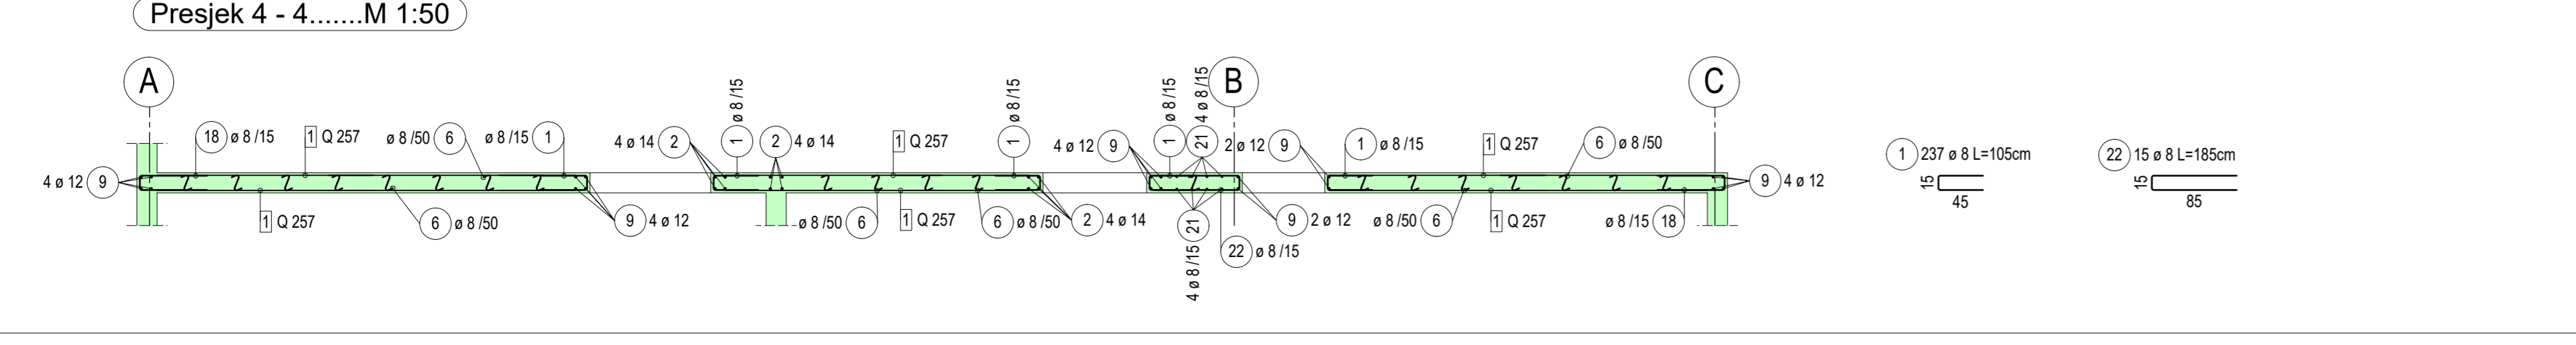 Presjek 4 - 4.......M 1:50
A
B
C
18 ø 8 /15
1 Q 257
ø 8 /50 6
ø 8 /15 1
4 ø 14 2
1 ø 8 /15
2 4 ø 14
1 Q 257
1 ø 8 /15
4 ø 12 9
1 ø 8 /15
21 4 ø 8 /15
2 ø 12 9
1 ø 8 /15
1 Q 257
6 ø 8 /50
4 ø 12 9
9 4 ø 12
1 Q 257
6 ø 8 /50
9 4 ø 12
ø 8 /50 6
1 Q 257
6 ø 8 /50
2 4 ø 14
4 ø 8 /15 21
22 ø 8 /15
9 2 ø 12
ø 8 /50 6
1 Q 257
ø 8 /15 18
1 237 ø 8 L=105cm
15
45
22 15 ø 8 L=185cm
15
85